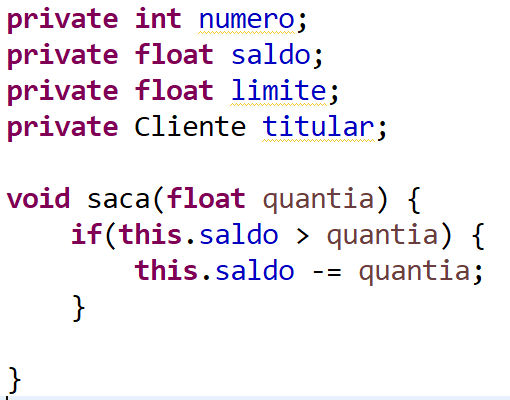 private int numero;
private float saldo;
private float limite;
private Cliente titular;
void saca(float quantia) {
if(this.saldo > quantia) {
this.saldo -= quantia;
}
}